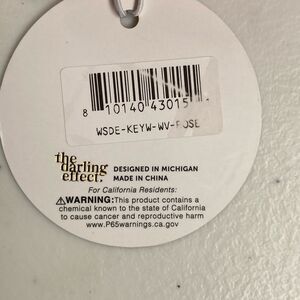 8 10140 43015
WSDE-KEYW-WV-ROSE
the
darling
effect.
DESIGNED IN MICHIGAN
MADE IN CHINA
For California Residents:
⚠WARNING:This product contains a
chemical known to the state of California
to cause cancer and reproductive harm
www.P65warnings.ca.gov